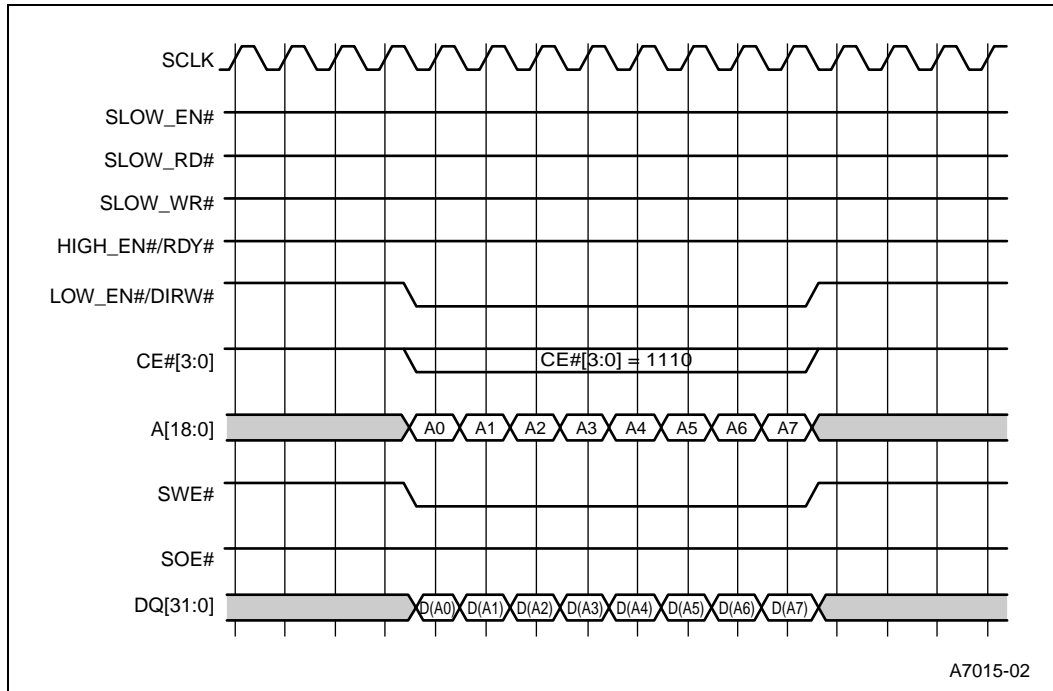 SCLK
SLOW_EN#
SLOW_RD#
SLOW_WR#
HIGH_EN#/RDY#
LOW_EN#/DIRW#
CE#[3:0] CE#[3:0] = 1110
A[18:0] A0 A1 A2 A3 A4 A5 A6 A7
SWE#
SOE#
DQ[31:0] D(A0) D(A1) D(A2) D(A3) D(A4) D(A5) D(A6) D(A7)
A7015-02